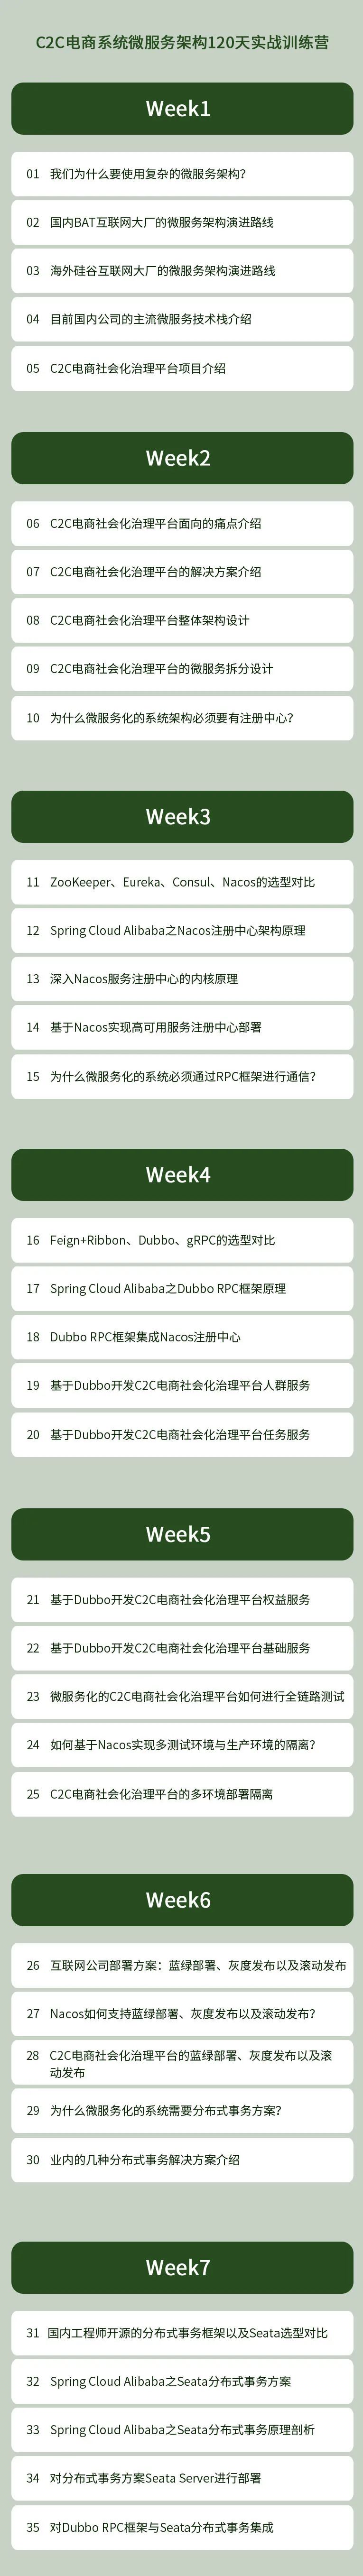 C2C电商系统微服务架构120天实战训练营
Week1
01 我们为什么要使用复杂的微服务架构?
02 国内BAT互联网大厂的微服务架构演进路线
03 海外硅谷互联网大厂的微服务架构演进路线
04 目前国内公司的主流微服务技术栈介绍
05 C2C电商社会化治理平台项目介绍
Week2
06 C2C电商社会化治理平台面向的痛点介绍
07 C2C电商社会化治理平台的解决方案介绍
08 C2C电商社会化治理平台整体架构设计
09 C2C电商社会化治理平台的微服务拆分设计
10 为什么微服务化的系统架构必须要有注册中心?
Week3
11 ZooKeeper、Eureka、Consul、Nacos的选型对比
12 Spring Cloud Alibaba之Nacos注册中心架构原理
13 深入Nacos服务注册中心的内核原理
14 基于Nacos实现高可用服务注册中心部署
15 为什么微服务化的系统必须通过RPC框架进行通信?
Week4
16 Feign+Ribbon、Dubbo、gRPC的选型对比
17 Spring Cloud Alibaba之Dubbo RPC框架原理
18 Dubbo RPC框架集成Nacos注册中心
19 基于Dubbo开发C2C电商社会化治理平台人群服务
20 基于Dubbo开发C2C电商社会化治理平台任务服务
Week5
21 基于Dubbo开发C2C电商社会化治理平台权益服务
22 基于Dubbo开发C2C电商社会化治理平台基础服务
23 微服务化的C2C电商社会化治理平台如何进行全链路测试
24 如何基于Nacos实现多测试环境与生产环境的隔离?
25 C2C电商社会化治理平台的多环境部署隔离
Week6
26 互联网公司部署方案：蓝绿部署、灰度发布以及滚动发布
27 Nacos如何支持蓝绿部署、灰度发布以及滚动发布?
28 C2C电商社会化治理平台的蓝绿部署、灰度发布以及滚
动发布
29 为什么微服务化的系统需要分布式事务方案?
30 业内的几种分布式事务解决方案介绍
Week7
31 国内工程师开源的分布式事务框架以及Seata选型对比
32 Spring Cloud Alibaba之Seata分布式事务方案
33 Spring Cloud Alibaba之Seata分布式事务原理剖析
34 对分布式事务方案Seata Server进行部署
35 对Dubbo RPC框架与Seata分布式事务集成